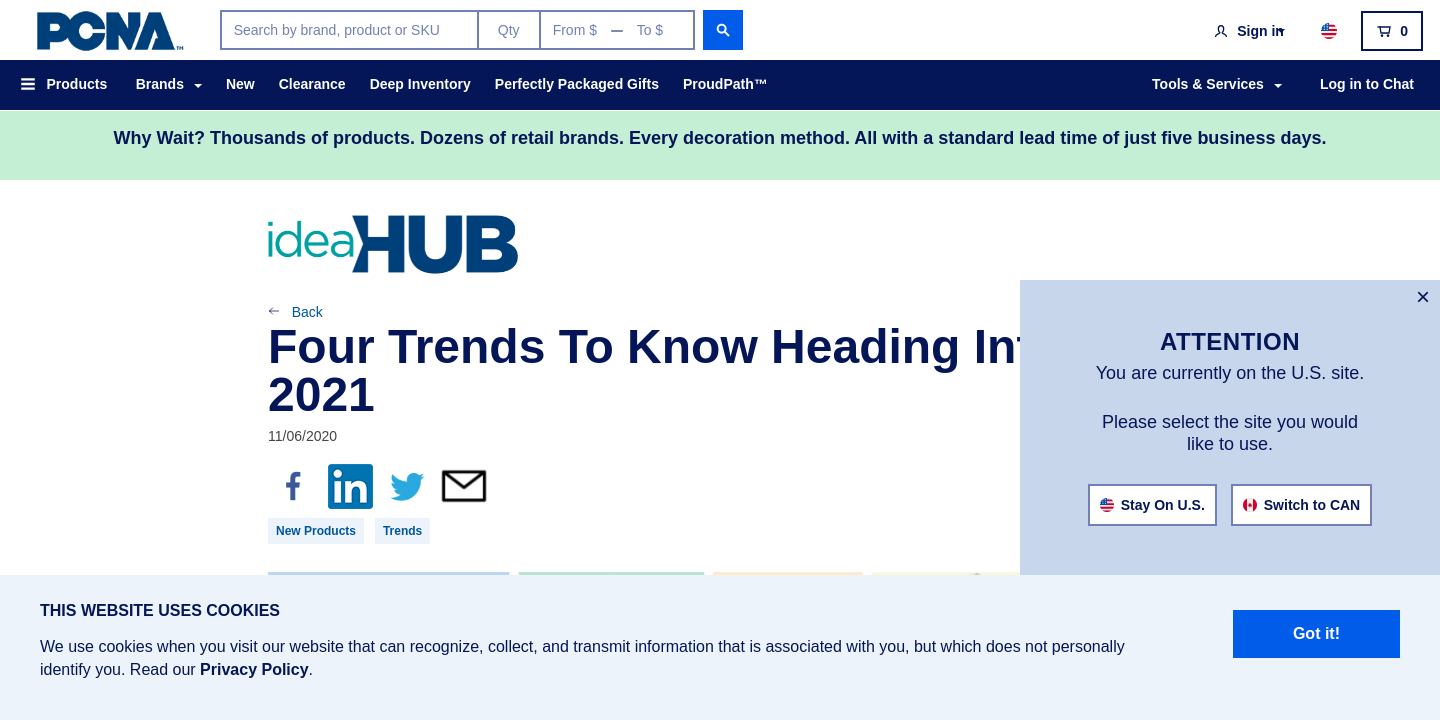 PCNA™
Search by brand, product or SKU
Qty
From $ — To $
Sign in
0
Products
Brands
New
Clearance
Deep Inventory
Perfectly Packaged Gifts
ProudPath™
Tools & Services
Log in to Chat
Why Wait? Thousands of products. Dozens of retail brands. Every decoration method. All with a standard lead time of just five business days.
ideaHUB
Back
Four Trends To Know Heading Int
2021
11/06/2020
New Products
Trends
×
ATTENTION
You are currently on the U.S. site.
Please select the site you would
like to use.
Stay On U.S.
Switch to CAN
THIS WEBSITE USES COOKIES
We use cookies when you visit our website that can recognize, collect, and transmit information that is associated with you, but which does not personally
identify you. Read our Privacy Policy.
Got it!